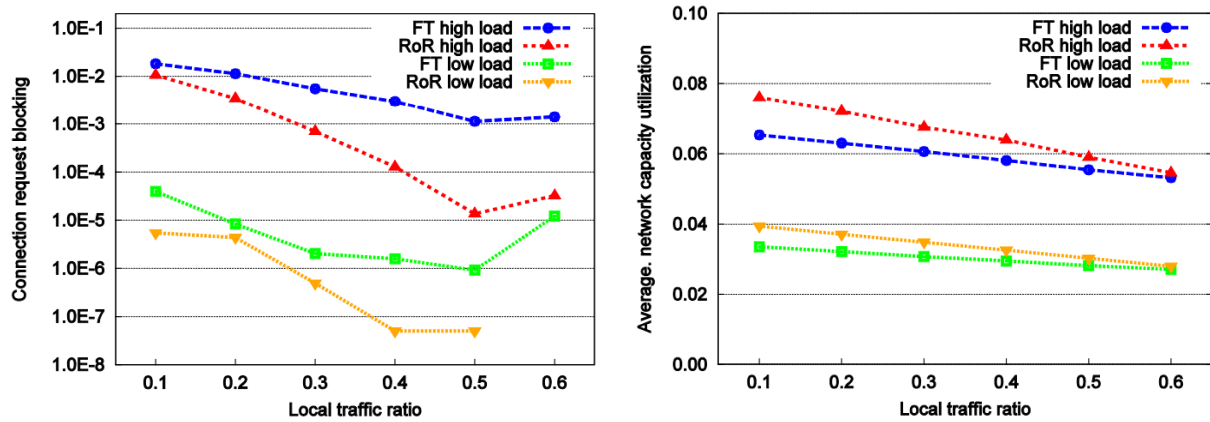 Connection request blocking
1.0E-1
1.0E-2
1.0E-3
1.0E-4
1.0E-5
1.0E-6
1.0E-7
1.0E-8
FT high load
RoR high load
FT low load
RoR low load
0.1 0.2 0.3 0.4 0.5 0.6
Local traffic ratio
Average. network capacity utilization
0.10
0.08
0.06
0.04
0.02
0.00
FT high load
RoR high load
FT low load
RoR low load
0.1 0.2 0.3 0.4 0.5 0.6
Local traffic ratio